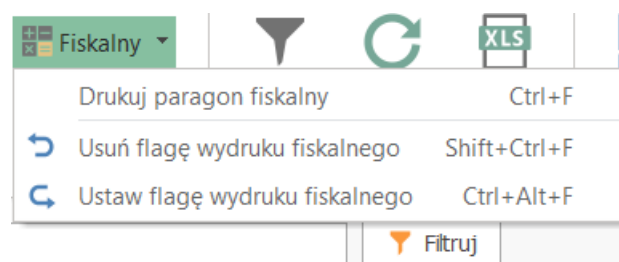 Fiskalny
XLS
Drukuj paragon fiskalny Ctrl+F
Usuń flagę wydruku fiskalnego Shift+Ctrl+F
Ustaw flagę wydruku fiskalnego Ctrl+Alt+F
Filtruj